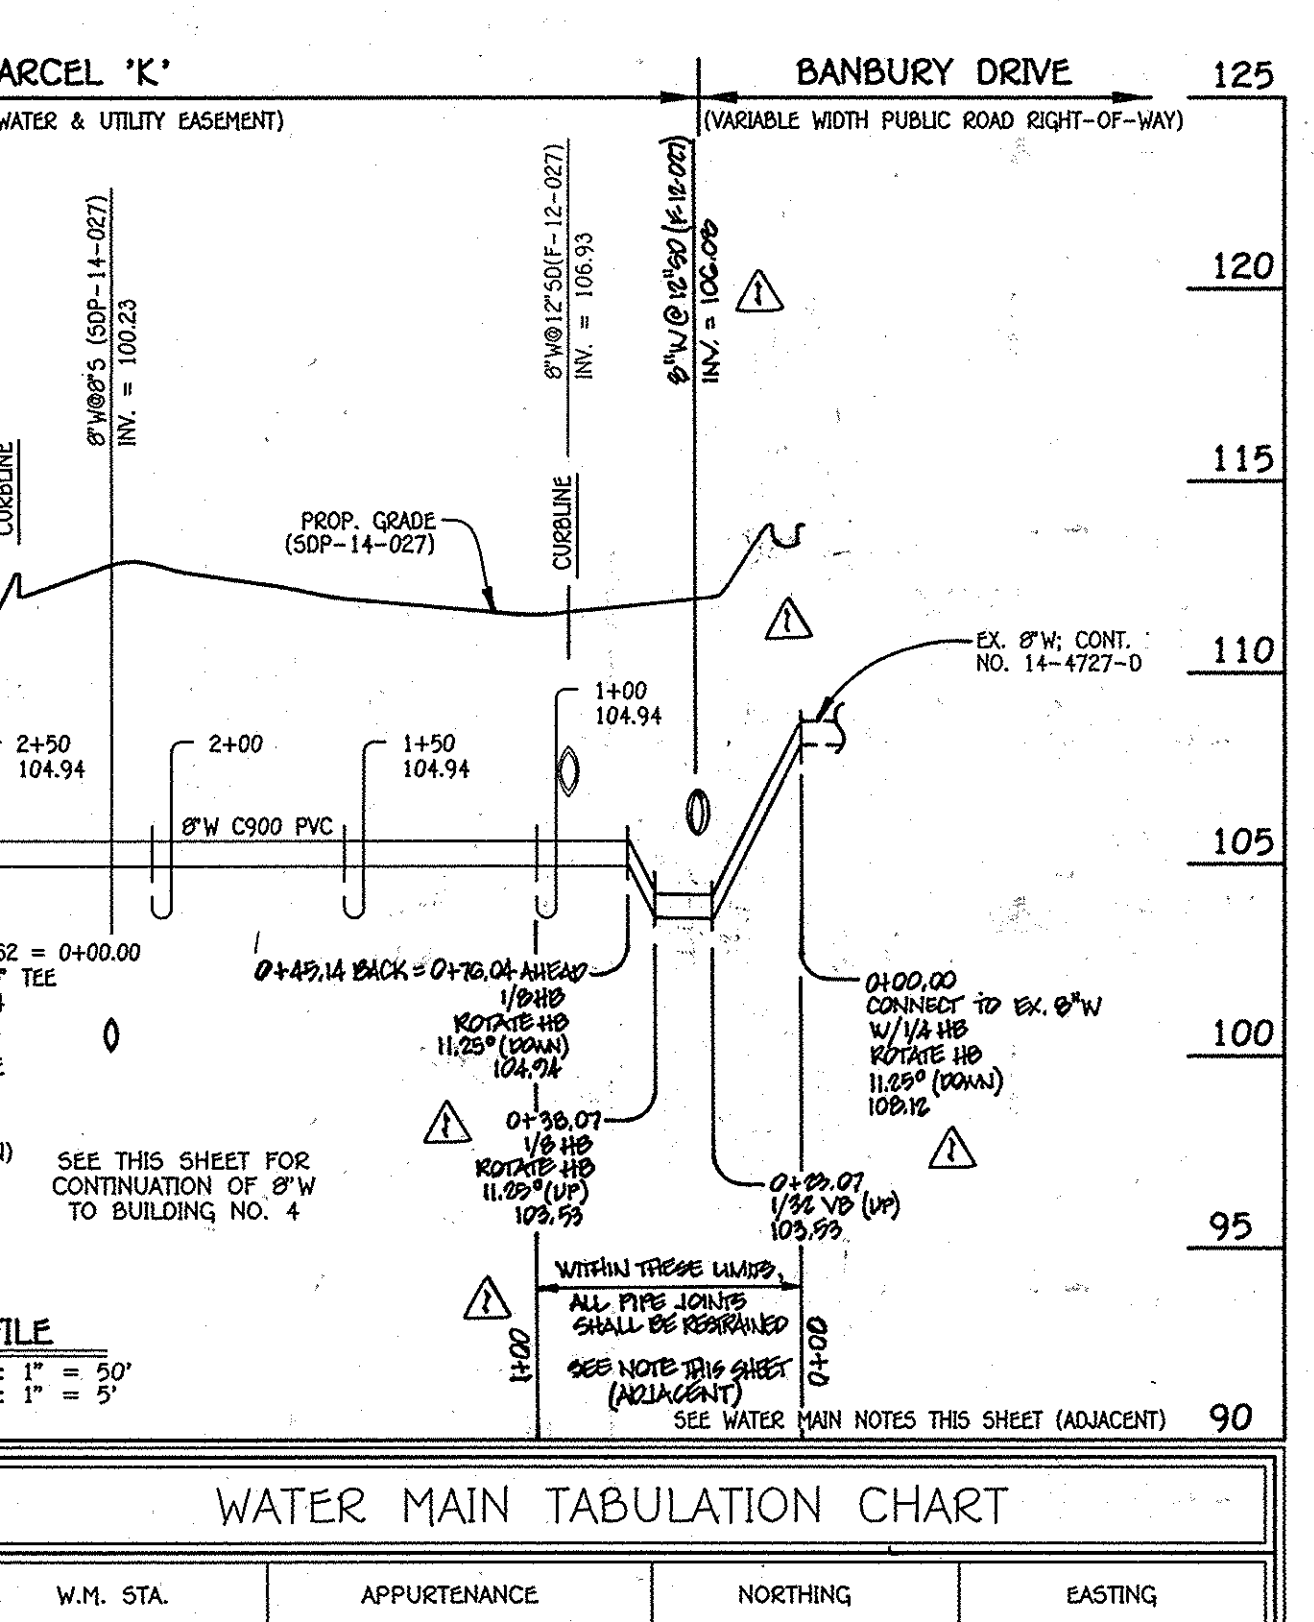 ARCEL 'K'
BANBURY DRIVE
125
WATER & UTILITY EASEMENT)
(VARIABLE WIDTH PUBLIC ROAD RIGHT-OF-WAY)
8"W@8"S (SDP-14-027)
INV. = 100.23
8"W@12"SD(F-12-027)
INV. = 106.93
8"W@12"SD(F-12-027)
INV. = 106.08
1
120
115
CURBLINE
CURBLINE
PROP. GRADE
(SDP-14-027)
1
EX. 8"W; CONT.
NO. 14-4727-D
110
1+00
104.94
2+50
104.94
2+00
1+50
104.94
8"W C900 PVC
105
62 = 0+00.00
" TEE
0+45.14 BACK = 0+76.04 AHEAD
1/8 HB
ROTATE HB
11.25° (DOWN)
104.94
0+00.00
CONNECT TO EX. 8"W
W/1/4 HB
ROTATE HB
11.25° (DOWN)
108.12
100
1
0+38.07
1/8 HB
ROTATE HB
11.25° (UP)
103.53
1
0+23.07
1/32 VB (UP)
103.53
SEE THIS SHEET FOR
CONTINUATION OF 8"W
TO BUILDING NO. 4
95
WITHIN THESE LIMITS,
ALL PIPE JOINTS
SHALL BE RESTRAINED
SEE NOTE THIS SHEET
(ADJACENT)
1
1+00
0+00
FILE
: 1" = 50'
: 1" = 5'
SEE WATER MAIN NOTES THIS SHEET (ADJACENT)
90
WATER MAIN TABULATION CHART
W.M. STA.
APPURTENANCE
NORTHING
EASTING